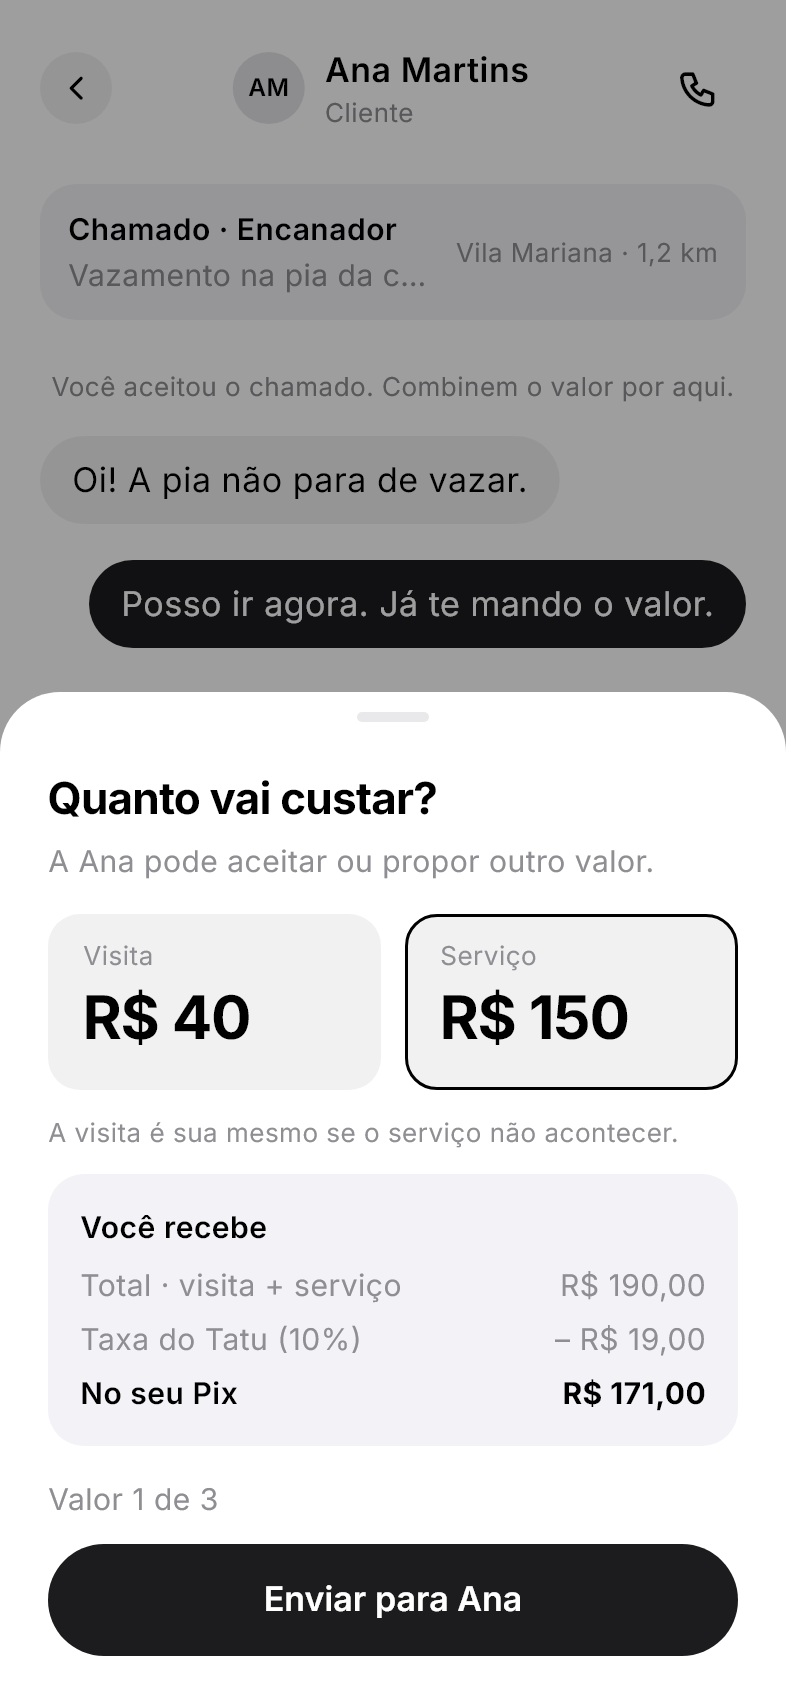 AM
Ana Martins
Cliente
Chamado · Encanador
Vazamento na pia da c...
Vila Mariana · 1,2 km
Você aceitou o chamado. Combinem o valor por aqui.
Oi! A pia não para de vazar.
Posso ir agora. Já te mando o valor.
Quanto vai custar?
A Ana pode aceitar ou propor outro valor.
Visita
R$ 40
Serviço
R$ 150
A visita é sua mesmo se o serviço não acontecer.
Você recebe
Total · visita + serviço R$ 190,00
Taxa do Tatu (10%) – R$ 19,00
No seu Pix R$ 171,00
Valor 1 de 3
Enviar para Ana